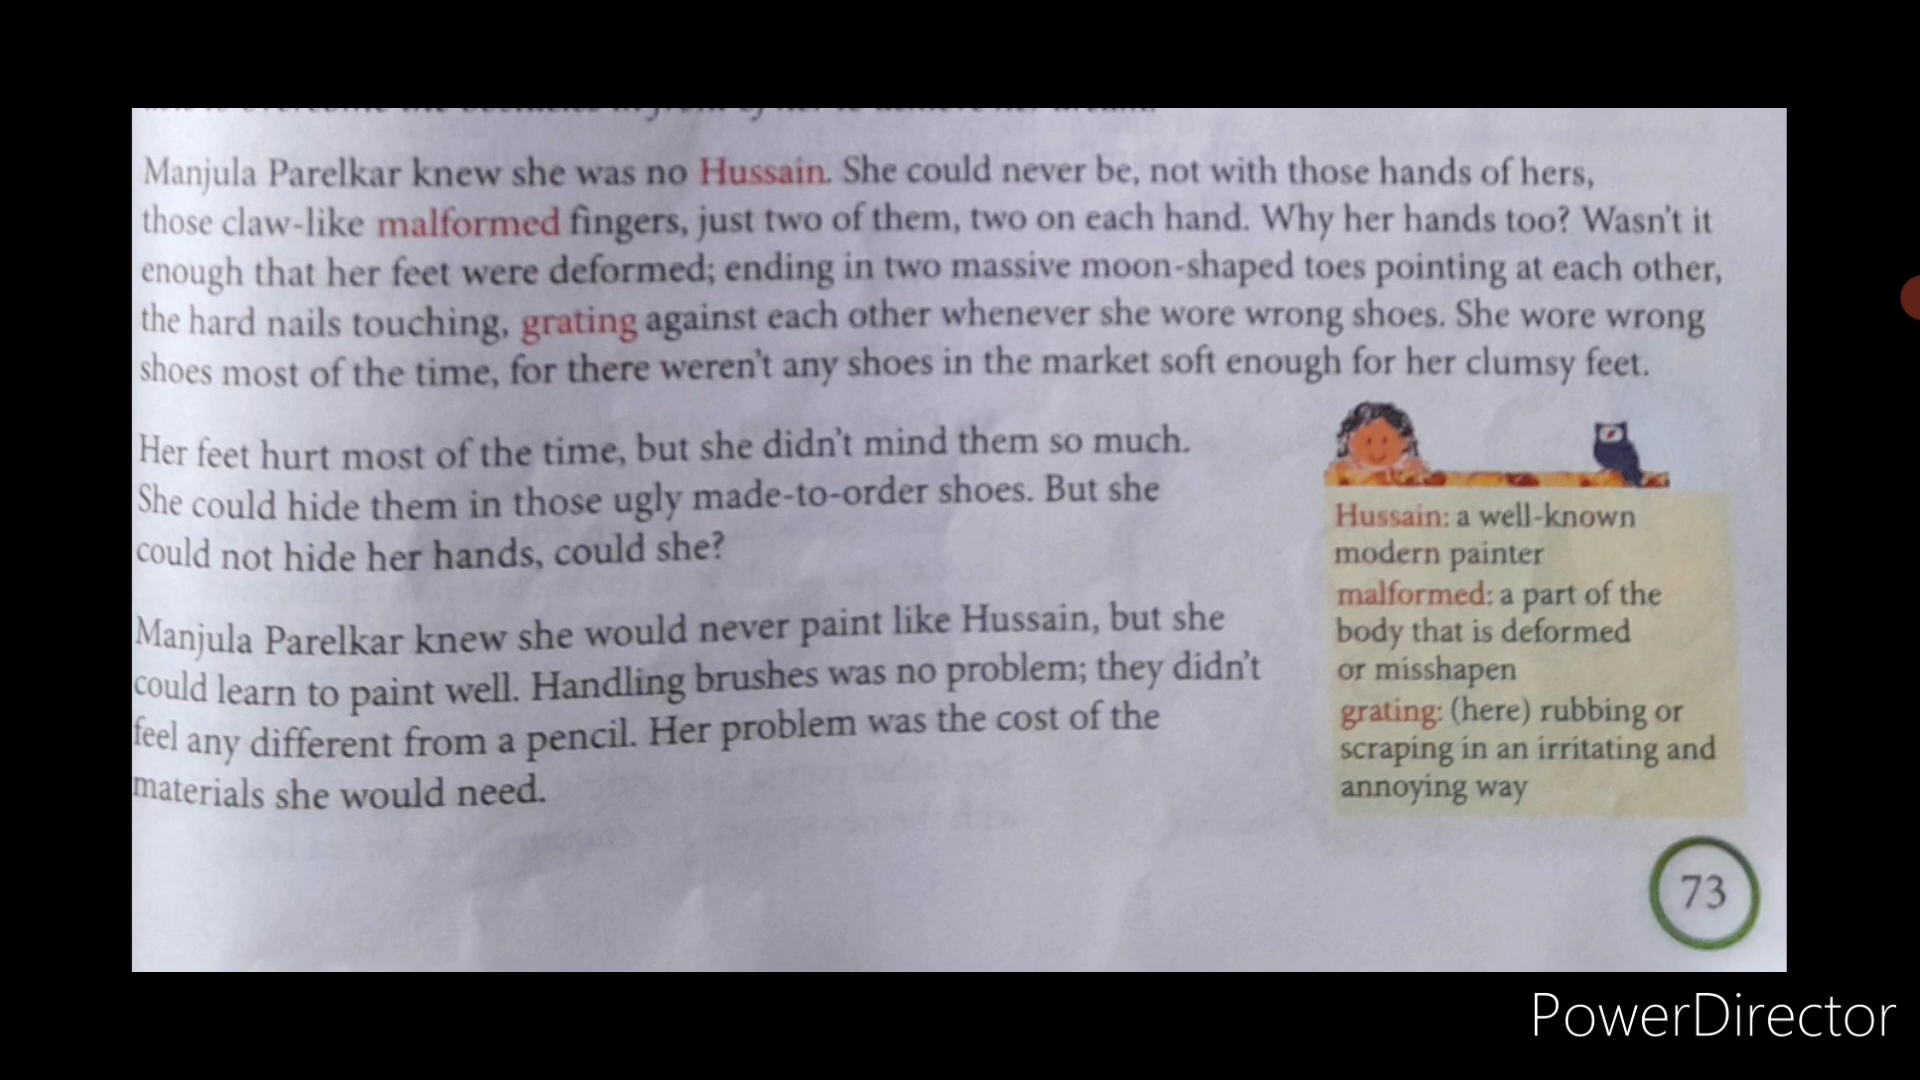 Manjula Parelkar knew she was no Hussain. She could never be, not with those hands of hers,
those claw-like malformed fingers, just two of them, two on each hand. Why her hands too? Wasn't it
enough that her feet were deformed; ending in two massive moon-shaped toes pointing at each other,
the hard nails touching, grating against each other whenever she wore wrong shoes. She wore wrong
shoes most of the time, for there weren't any shoes in the market soft enough for her clumsy feet.
Her feet hurt most of the time, but she didn't mind them so much.
She could hide them in those ugly made-to-order shoes. But she
could not hide her hands, could she?
Manjula Parelkar knew she would never paint like Hussain, but she
could learn to paint well. Handling brushes was no problem; they didn't
feel any different from a pencil. Her problem was the cost of the
materials she would need.
Hussain: a well-known
modern painter
malformed: a part of the
body that is deformed
or misshapen
grating: (here) rubbing or
scraping in an irritating and
annoying way
73
PowerDirector